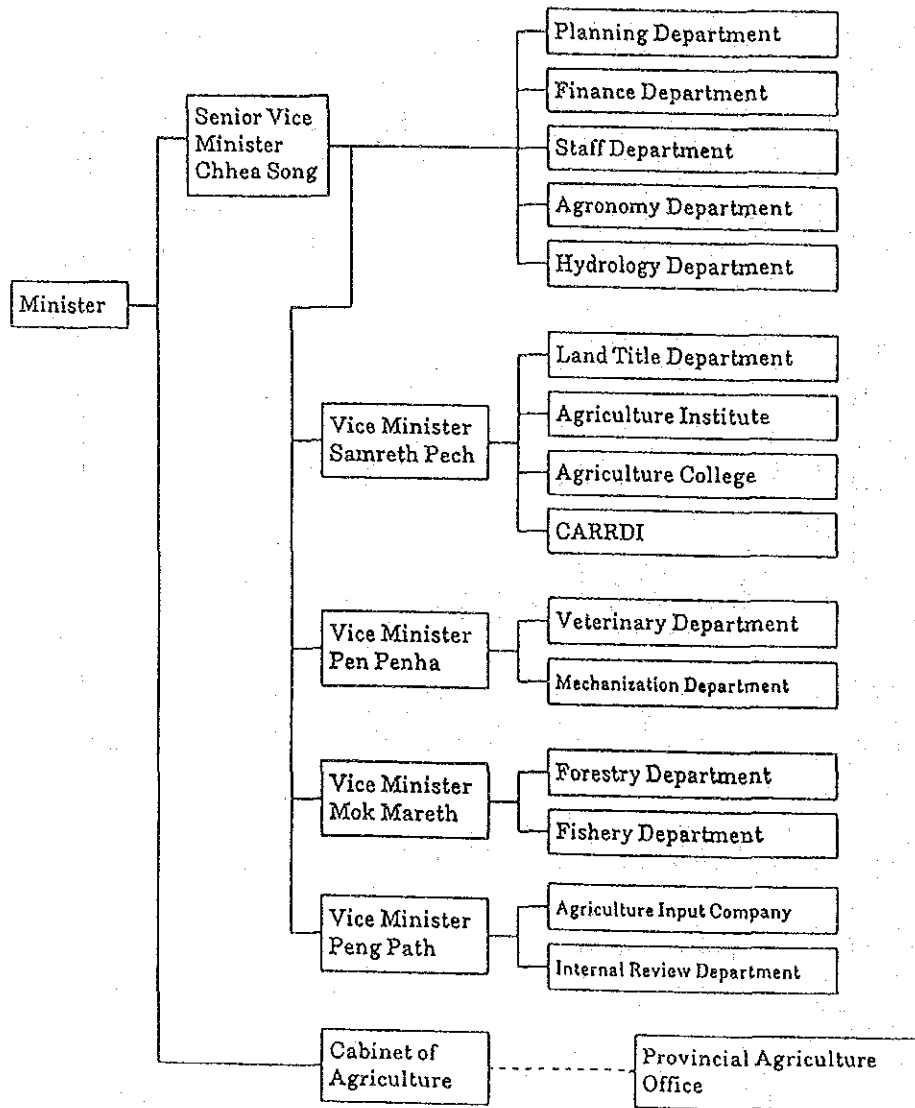 Planning Department
Finance Department
Senior Vice
Minister
Chhea Song
Staff Department
Agronomy Department
Hydrology Department
Minister
Land Title Department
Agriculture Institute
Vice Minister
Samreth Pech
Agriculture College
CARRDI
Vice Minister
Pen Penha
Veterinary Department
Mechanization Department
Vice Minister
Mok Mareth
Forestry Department
Fishery Department
Vice Minister
Peng Path
Agriculture Input Company
Internal Review Department
Cabinet of
Agriculture
Provincial Agriculture
Office